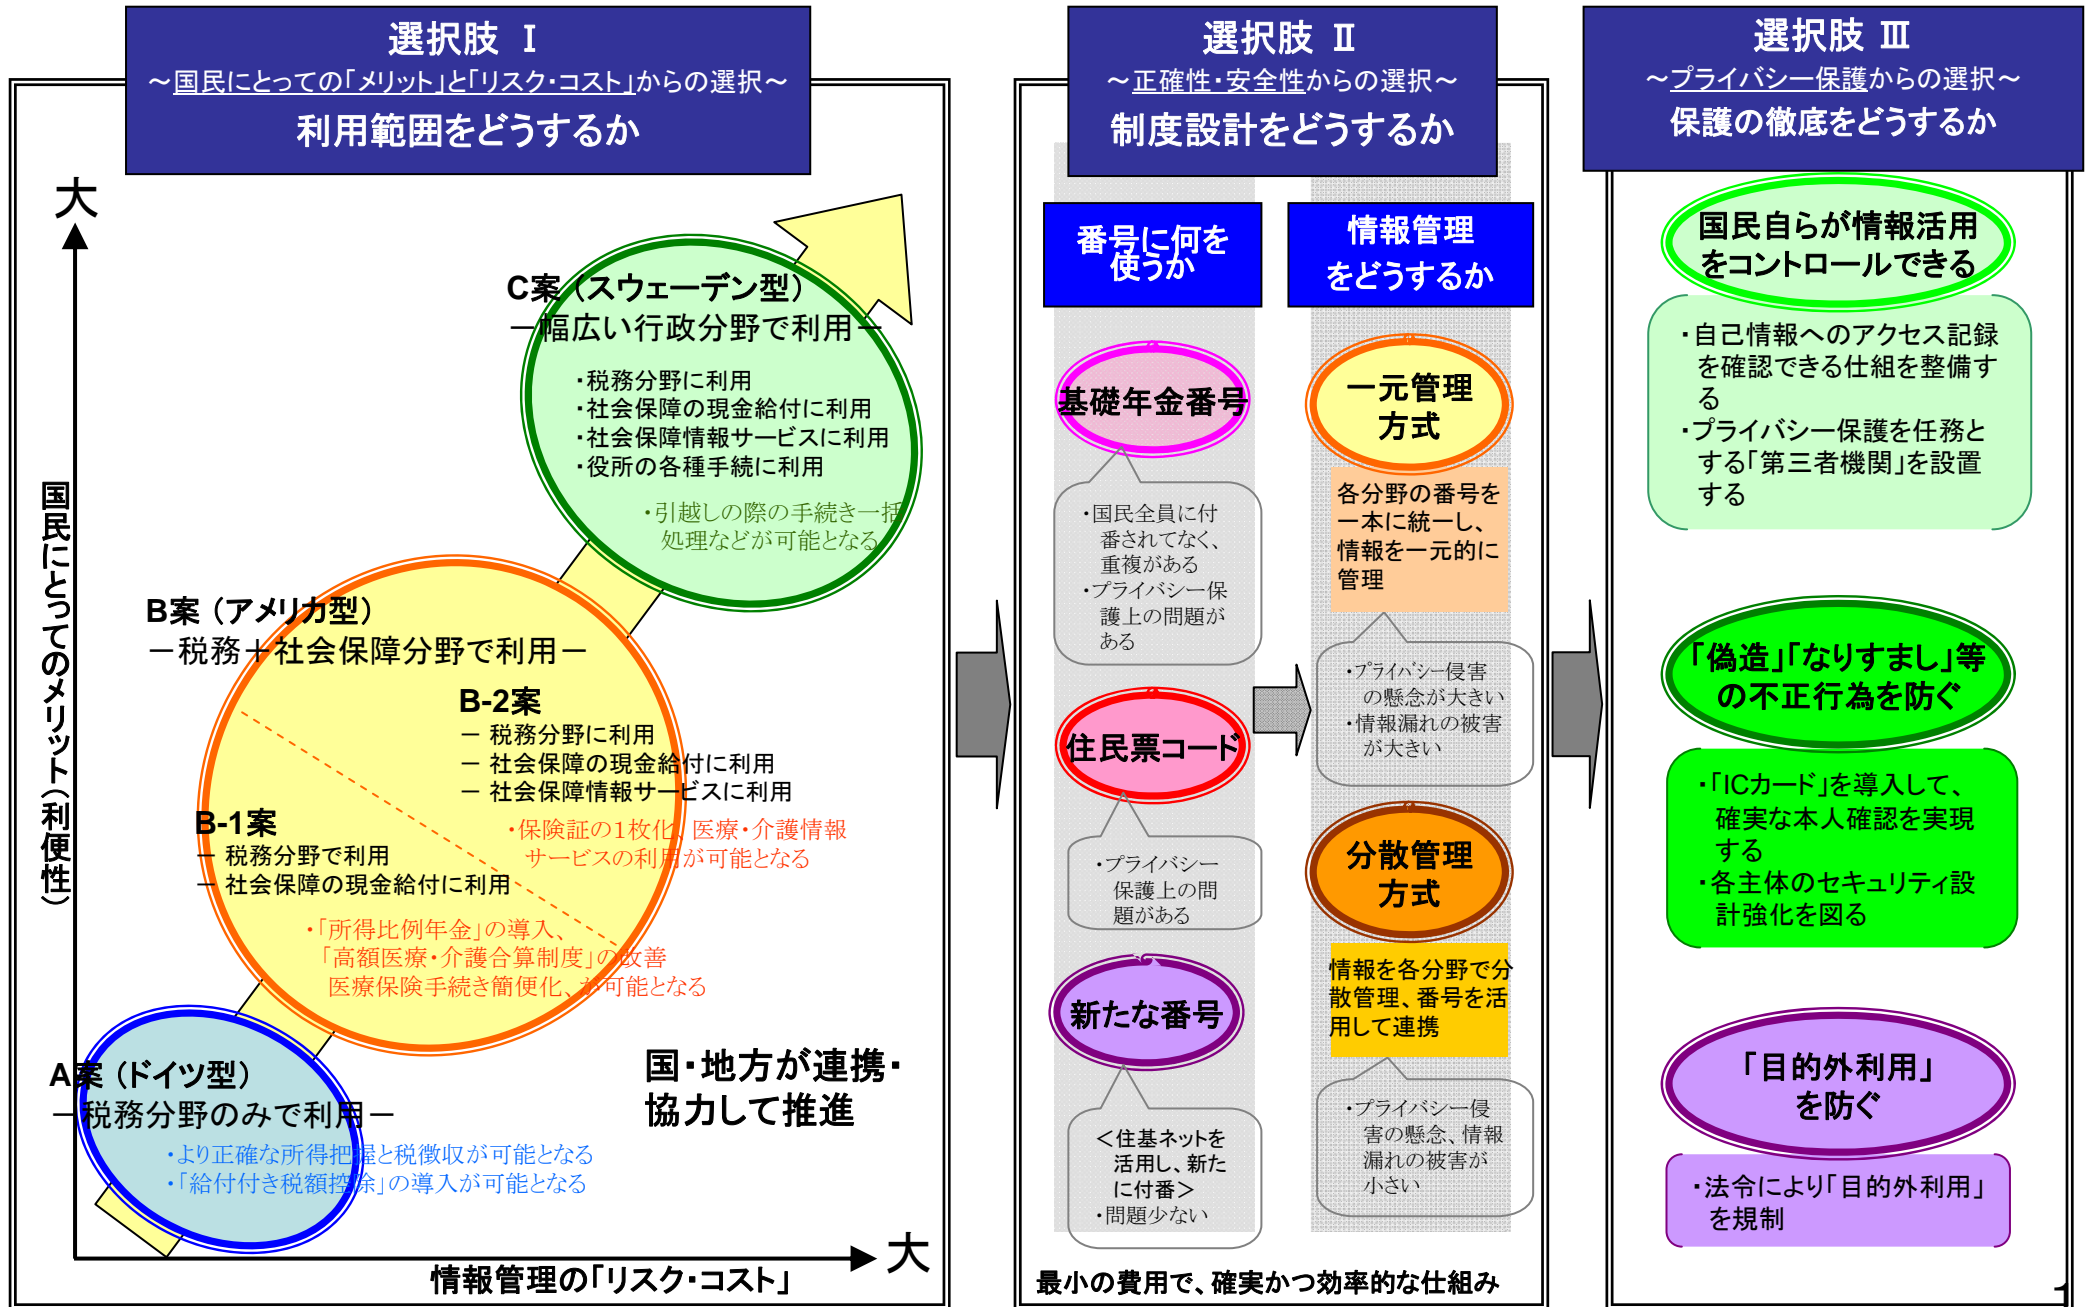 選択肢 Ⅰ
～国民にとっての「メリット」と「リスク・コスト」からの選択～
利用範囲をどうするか
大
国民にとってのメリット（利便性）
C案（スウェーデン型）
－幅広い行政分野で利用－
・税務分野に利用
・社会保障の現金給付に利用
・社会保障情報サービスに利用
・役所の各種手続に利用
・引越しの際の手続き一括
処理などが可能となる
B案（アメリカ型）
－税務＋社会保障分野で利用－
B-2案
－ 税務分野に利用
－ 社会保障の現金給付に利用
－ 社会保障情報サービスに利用
・保険証の１枚化、医療・介護情報
サービスの利用が可能となる
B-1案
－ 税務分野で利用
－ 社会保障の現金給付に利用
・「所得比例年金」の導入、
「高額医療・介護合算制度」の改善
医療保険手続き簡便化、が可能となる
A案（ドイツ型）
－税務分野のみで利用－
・より正確な所得把握と税徴収が可能となる
・「給付付き税額控除」の導入が可能となる
国・地方が連携・
協力して推進
大
情報管理の「リスク・コスト」
選択肢 Ⅱ
～正確性・安全性からの選択～
制度設計をどうするか
番号に何を
使うか
基礎年金番号
・国民全員に付
番されてなく、
重複がある
・プライバシー保
護上の問題が
ある
住民票コード
・プライバシー
保護上の問
題がある
新たな番号
＜住基ネットを
活用し、新た
に付番＞
・問題少ない
情報管理
をどうするか
一元管理
方式
各分野の番号を
一本に統一し、
情報を一元的に
管理
・プライバシー侵害
の懸念が大きい
・情報漏れの被害
が大きい
分散管理
方式
情報を各分野で分
散管理、番号を活
用して連携
・プライバシー侵
害の懸念、情報
漏れの被害が
小さい
最小の費用で、確実かつ効率的な仕組み
選択肢 Ⅲ
～プライバシー保護からの選択～
保護の徹底をどうするか
国民自らが情報活用
をコントロールできる
・自己情報へのアクセス記録
を確認できる仕組を整備す
る
・プライバシー保護を任務と
する「第三者機関」を設置
する
「偽造」「なりすまし」等
の不正行為を防ぐ
・「ICカード」を導入して、
確実な本人確認を実現
する
・各主体のセキュリティ設
計強化を図る
「目的外利用」
を防ぐ
・法令により「目的外利用」
を規制
1